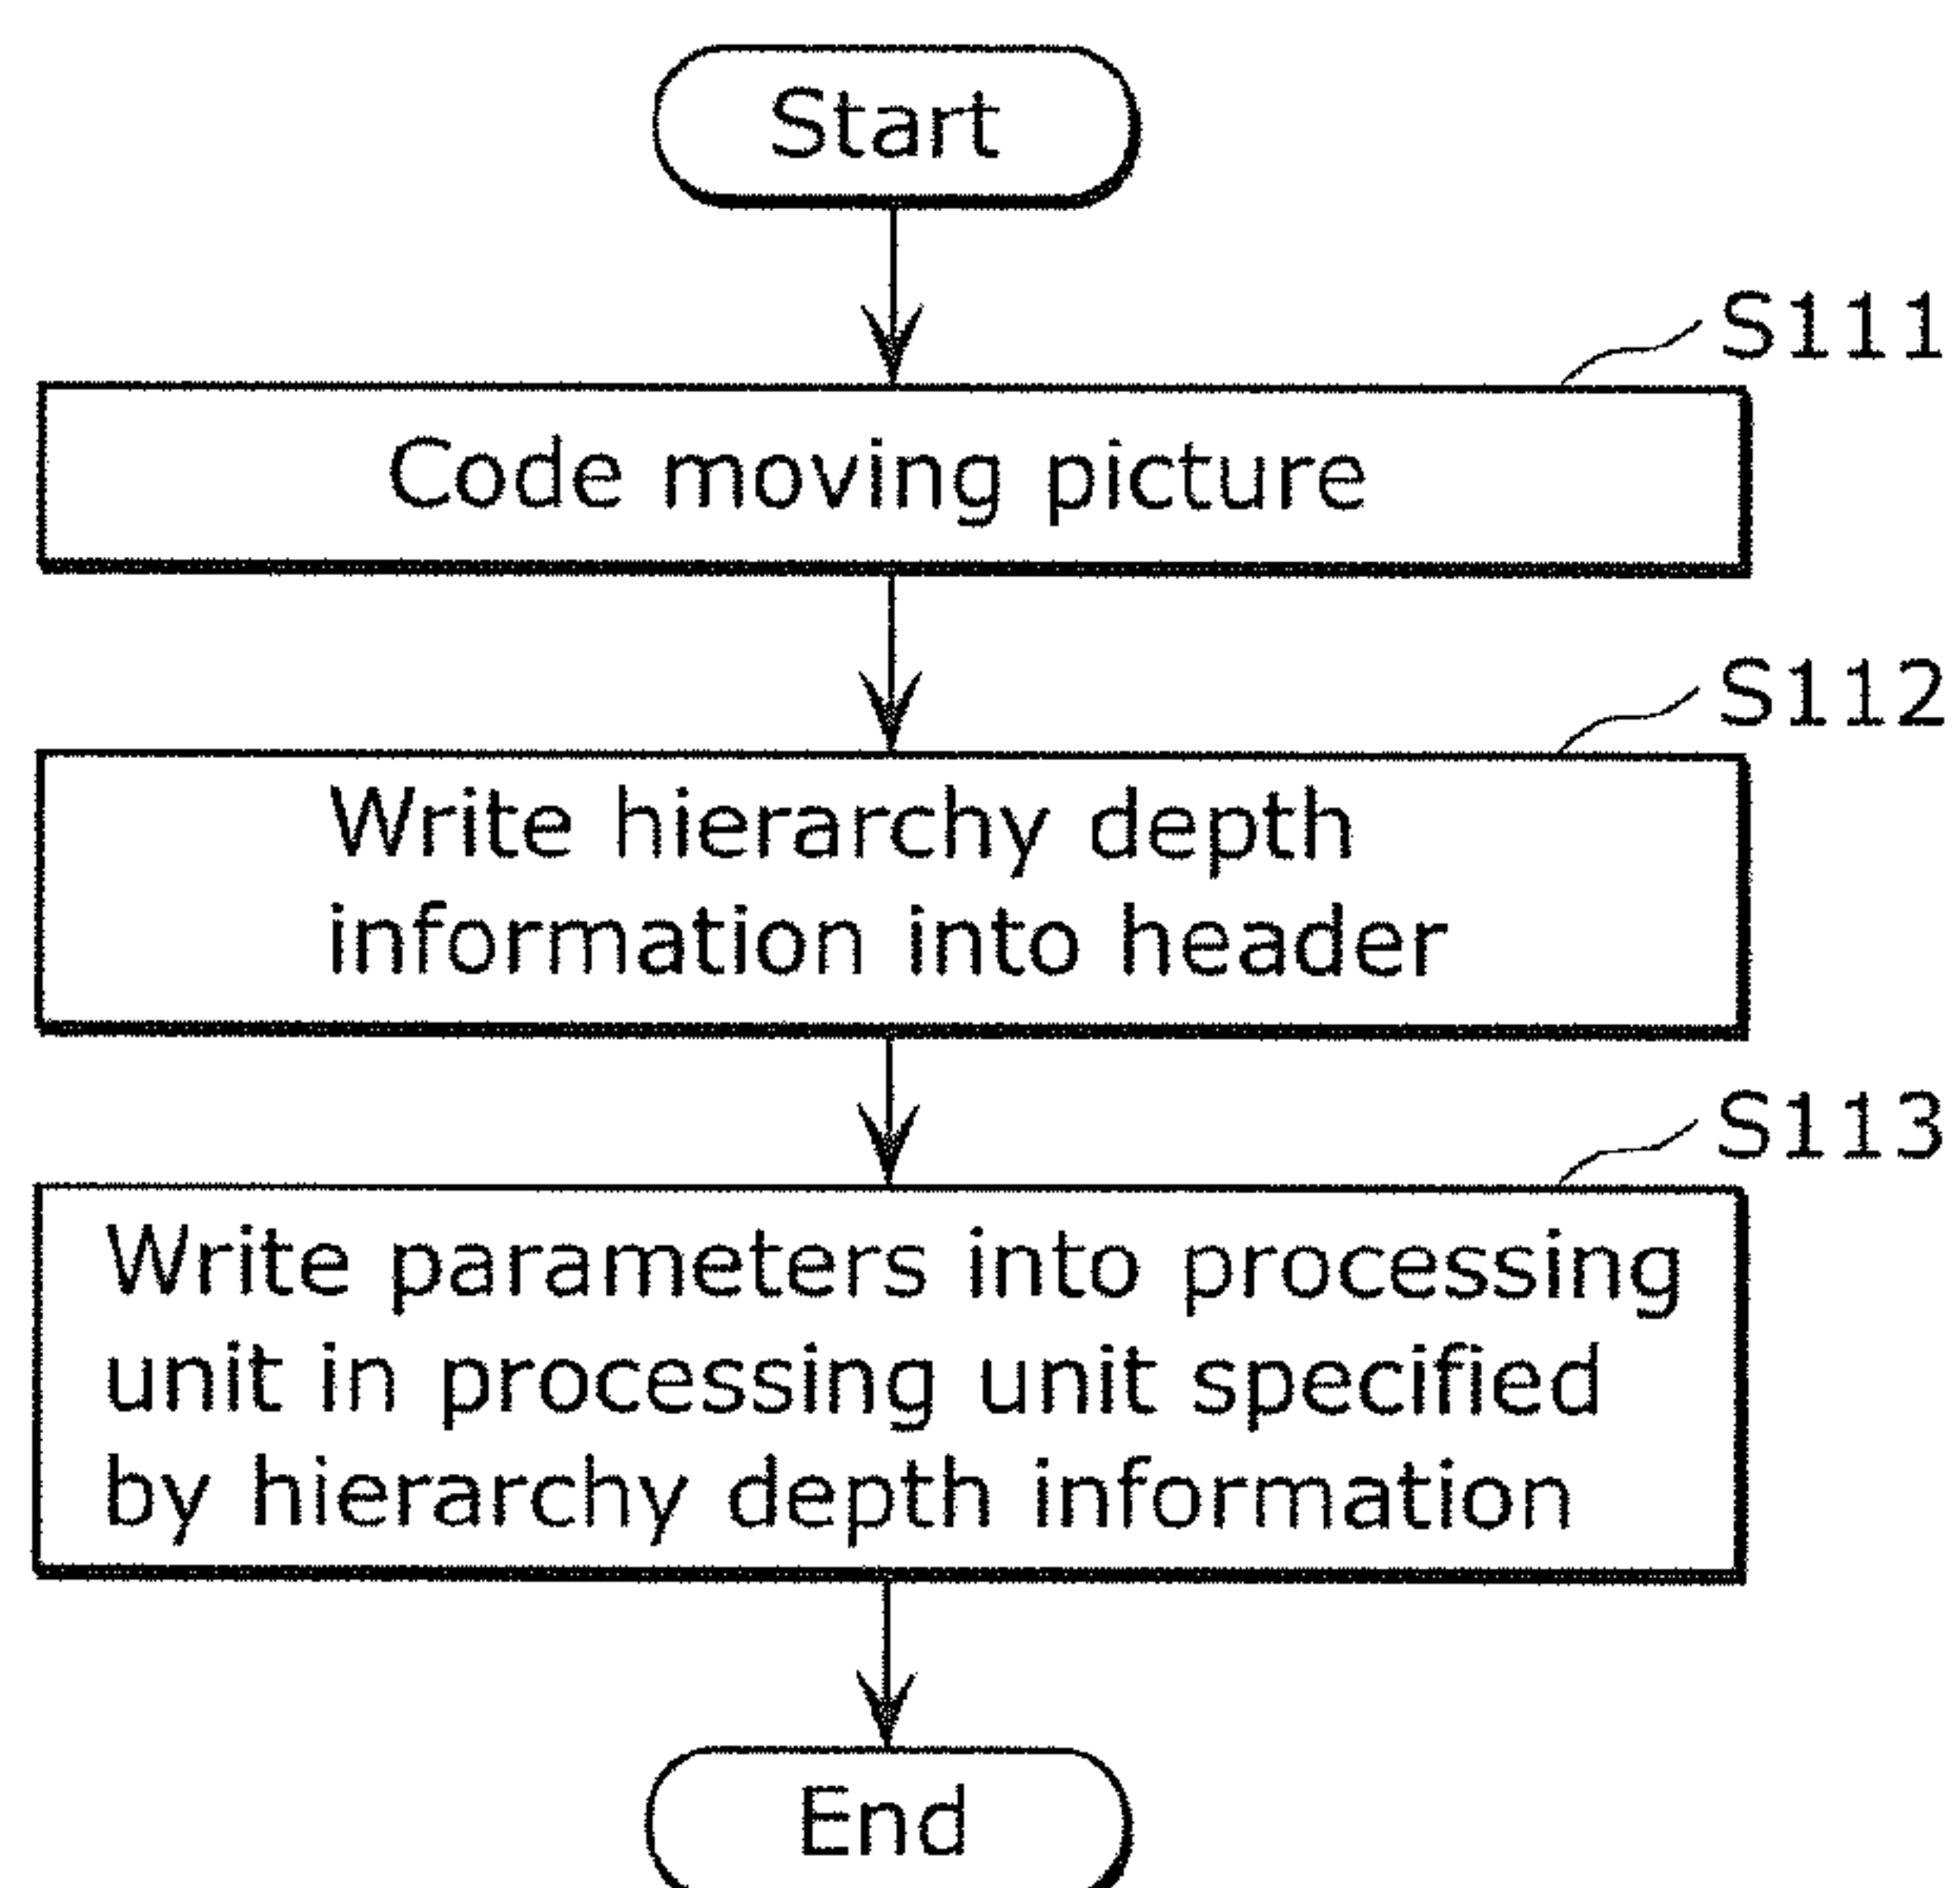 Start
S111
Code moving picture
S112
Write hierarchy depth
information into header
S113
Write parameters into processing
unit in processing unit specified
by hierarchy depth information
End